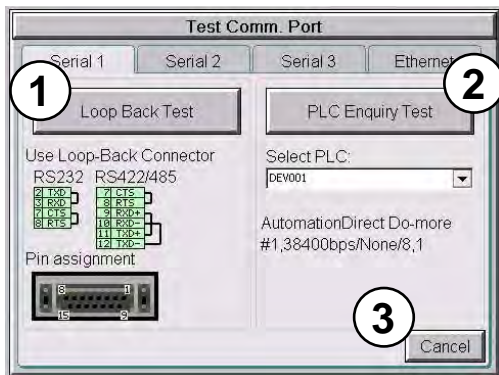 Test Comm. Port
Serial 1 Serial 2 Serial 3 Ethernet
1
2
Loop Back Test
PLC Enquiry Test
Use Loop-Back Connector
RS232 RS422/485
2 TXD
3 RXD
7 CTS
8 RTS
7 CTS
8 RTS
9 RXD+
10 RXD-
11 TXD+
12 TXD-
Pin assignment
8 1
15 9
Select PLC:
DEV001
AutomationDirect Do-more
#1,38400bps/None/8,1
3
Cancel